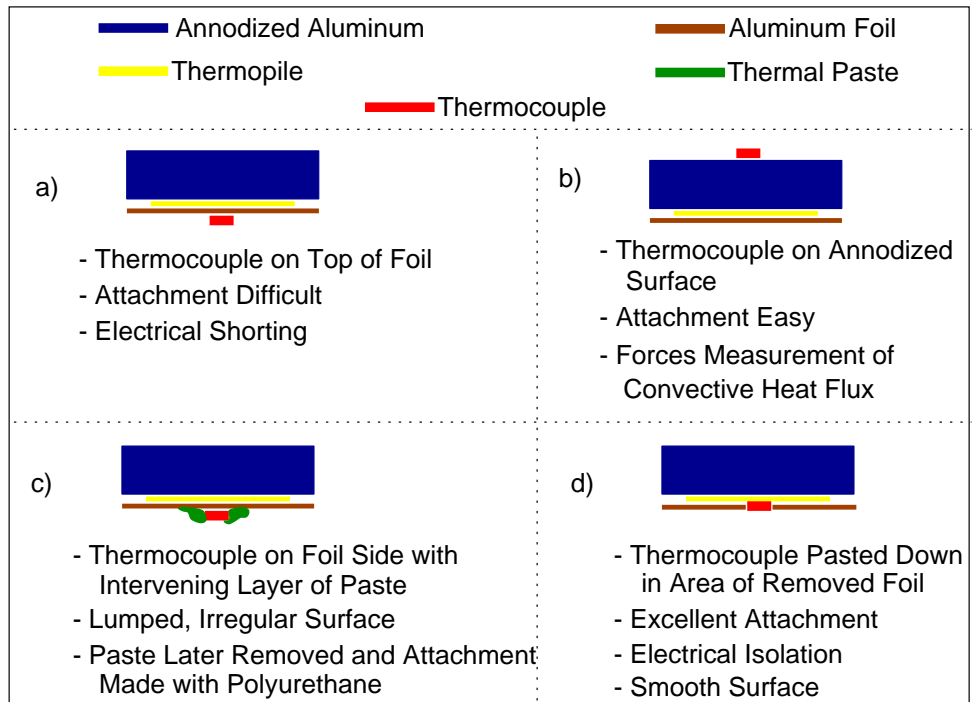 Annodized Aluminum
Aluminum Foil
Thermopile
Thermal Paste
Thermocouple
a)
- Thermocouple on Top of Foil
- Attachment Difficult
- Electrical Shorting
b)
- Thermocouple on Annodized
Surface
- Attachment Easy
- Forces Measurement of
Convective Heat Flux
c)
- Thermocouple on Foil Side with
Intervening Layer of Paste
- Lumped, Irregular Surface
- Paste Later Removed and Attachment
Made with Polyurethane
d)
- Thermocouple Pasted Down
in Area of Removed Foil
- Excellent Attachment
- Electrical Isolation
- Smooth Surface